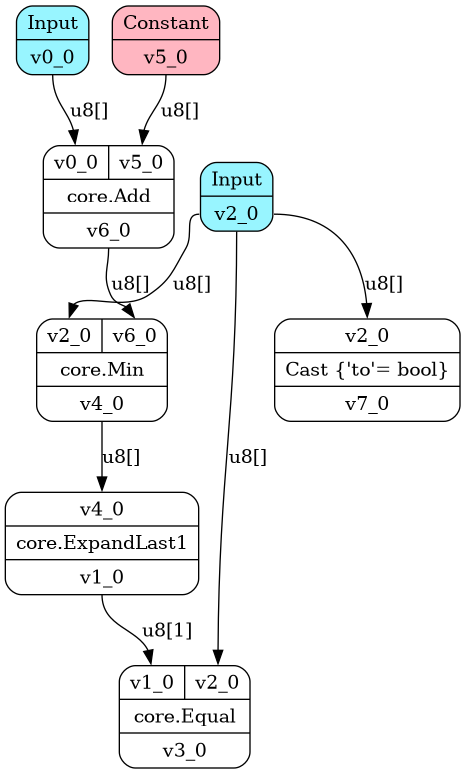 Input
v0_0
Constant
v5_0
u8[]
u8[]
v0_0 v5_0
core.Add
v6_0
Input
v2_0
u8[]
u8[]
u8[]
v2_0 v6_0
core.Min
v4_0
v2_0
Cast {'to'= bool}
v7_0
u8[]
u8[]
v4_0
core.ExpandLast1
v1_0
u8[1]
v1_0 v2_0
core.Equal
v3_0